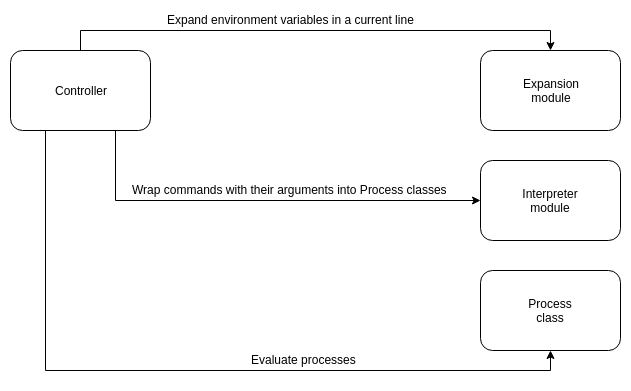 Expand environment variables in a current line
Controller
Expansion
module
Wrap commands with their arguments into Process classes
Interpreter
module
Process
class
Evaluate processes